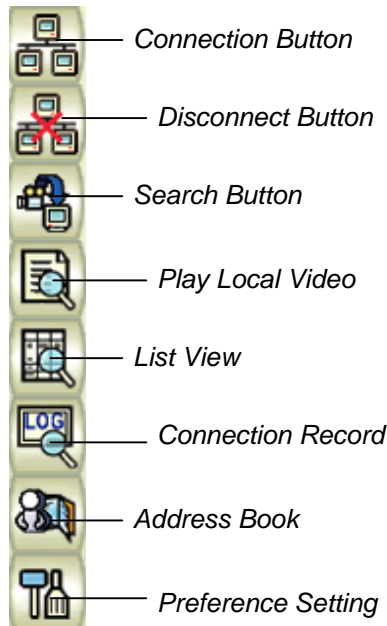 Connection Button
Disconnect Button
Search Button
Play Local Video
List View
LOG
Connection Record
Address Book
Preference Setting